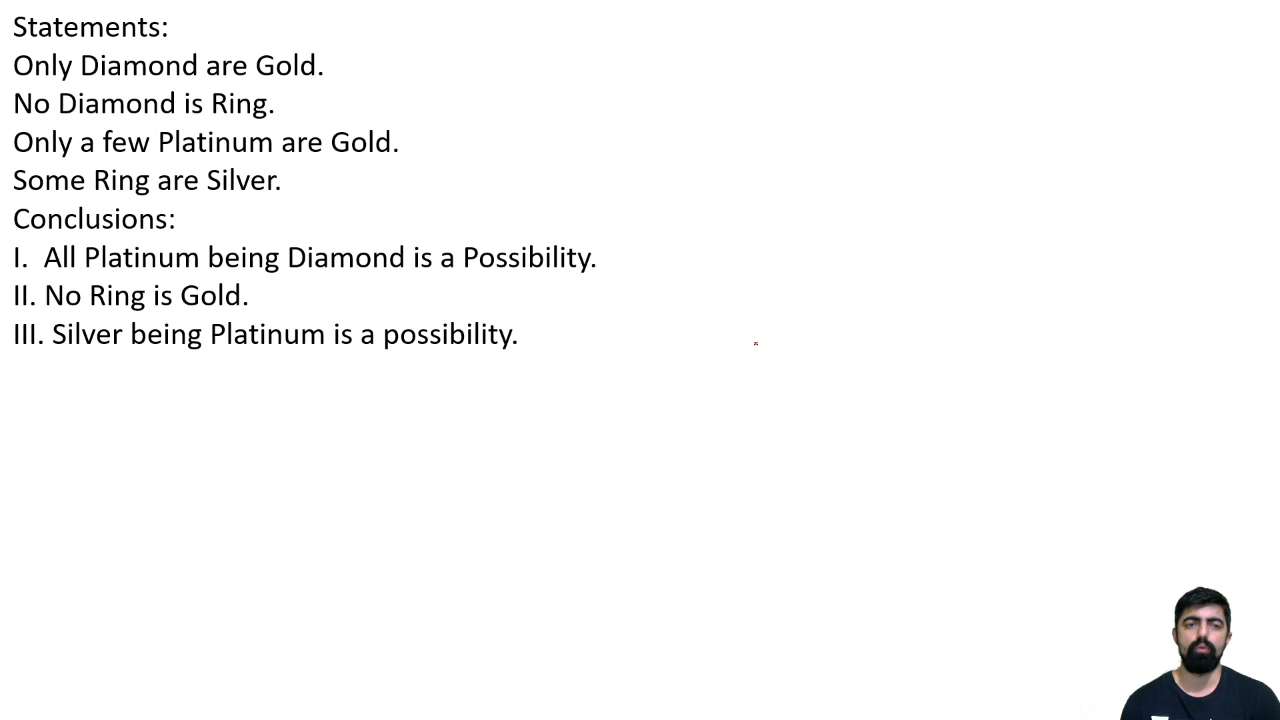 Statements:
Only Diamond are Gold.
No Diamond is Ring.
Only a few Platinum are Gold.
Some Ring are Silver.
Conclusions:
I. All Platinum being Diamond is a Possibility.
II. No Ring is Gold.
III. Silver being Platinum is a possibility.